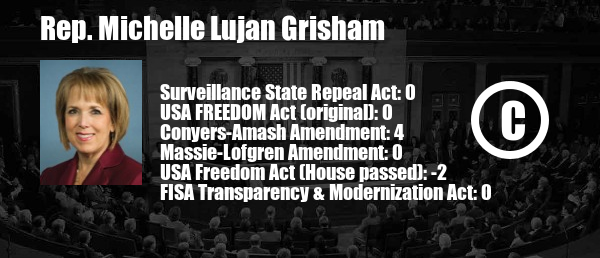 Rep. Michelle Lujan Grisham
Surveillance State Repeal Act: 0
USA FREEDOM Act (original): 0
Conyers-Amash Amendment: 4
Massie-Lofgren Amendment: 0
USA Freedom Act (House passed): -2
FISA Transparency & Modernization Act: 0
C